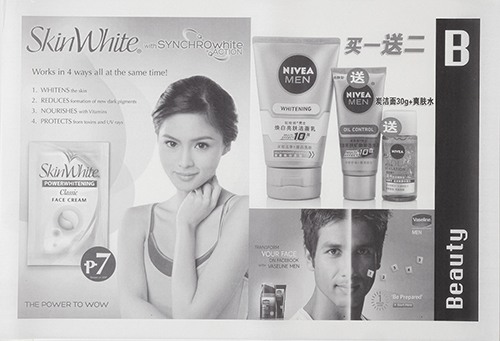 SkinWhite with SYNCHROwhite ACTION
Works in 4 ways all at the same time!
1. WHITENS the skin
2. REDUCES formation of new dark pigments
3. NOURISHES with Vitamins
4. PROTECTS from toxins and UV rays
SkinWhite
POWERWHITENING
Classic
FACE CREAM
₱7
THE POWER TO WOW
买一送二
送
炭洁面30g+爽肤水
送
NIVEA
MEN
WHITENING
10
NIVEA
MEN
OIL CONTROL
10
NIVEA
TRANSFORM
YOUR FACE
ON FACEBOOK
WITH VASELINE MEN
Vaseline
MEN
"Be Prepared"
B
Beauty